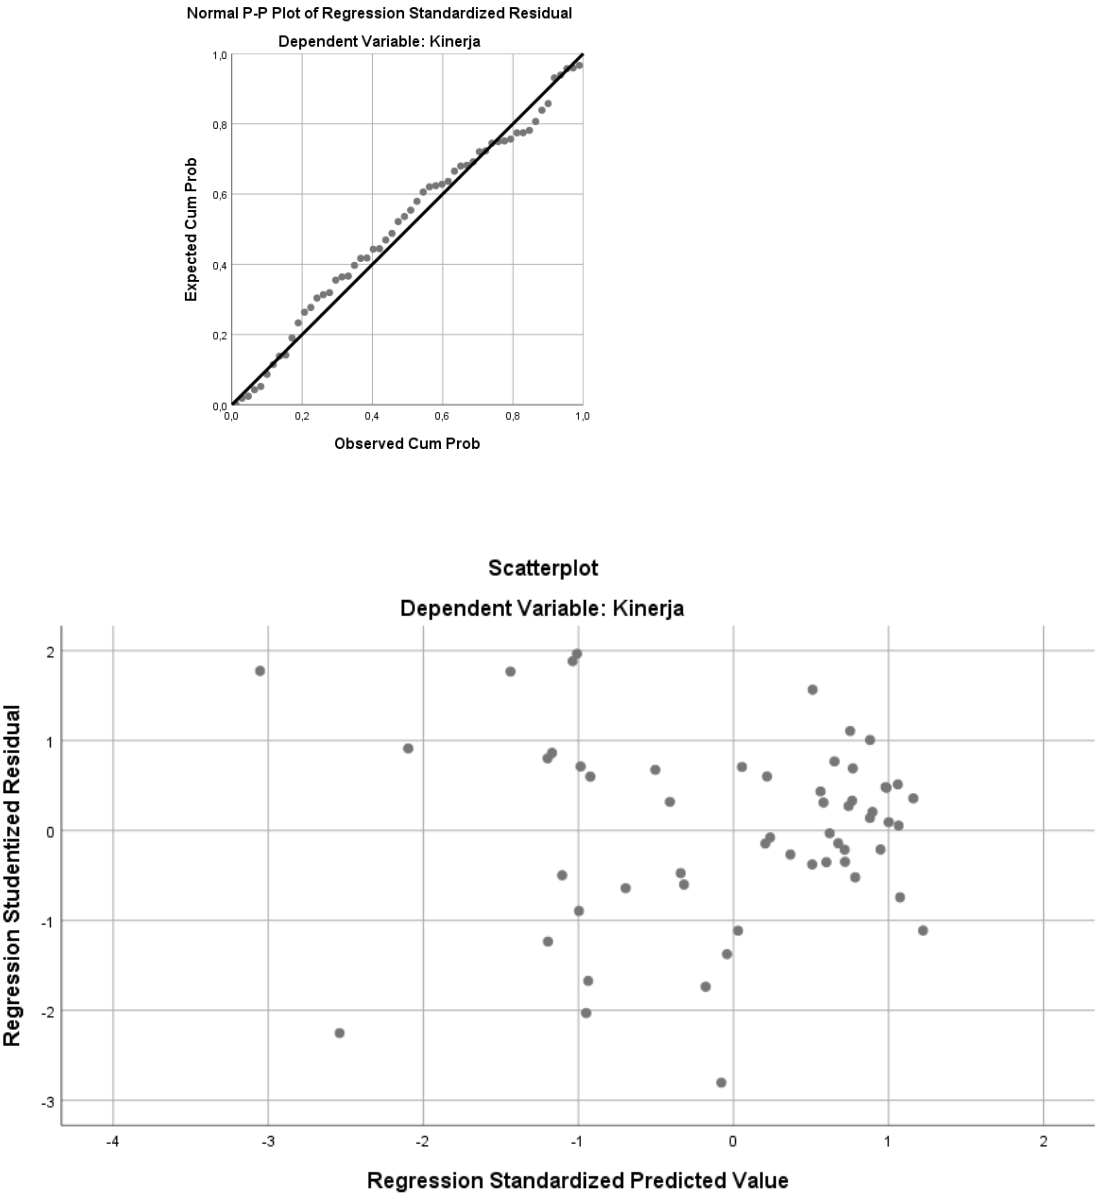 Normal P-P Plot of Regression Standardized Residual
Dependent Variable: Kinerja
1,0
0,8
0,6
0,4
0,2
0,0
Expected Cum Prob
0,0 0,2 0,4 0,6 0,8 1,0
Observed Cum Prob
Scatterplot
Dependent Variable: Kinerja
2
1
0
-1
-2
-3
Regression Studentized Residual
-4 -3 -2 -1 0 1 2
Regression Standardized Predicted Value